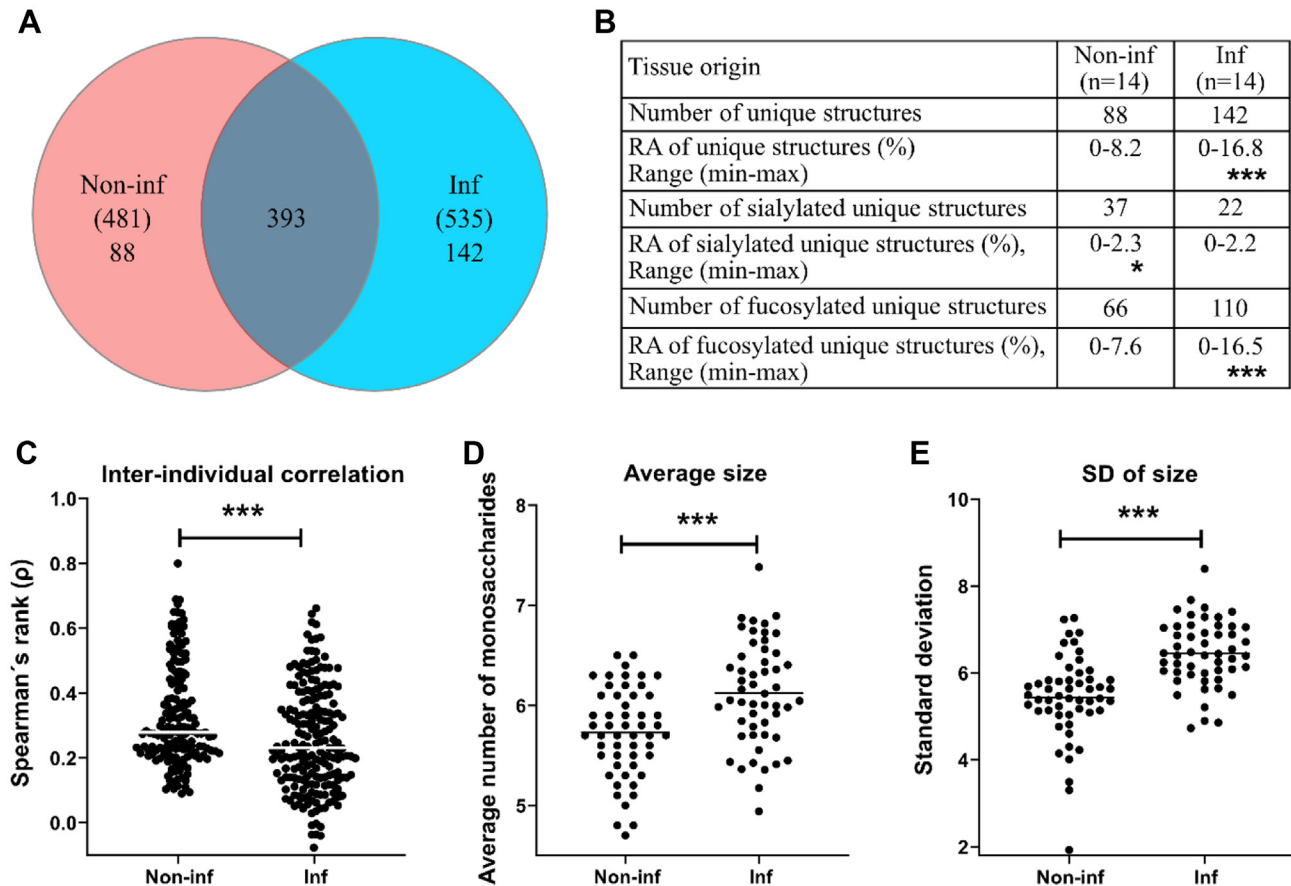 A
Non-inf
(481)
88
393
Inf
(535)
142
B
Tissue origin
Non-inf
(n=14)
Inf
(n=14)
Number of unique structures
88
142
RA of unique structures (%)
Range (min-max)
0-8.2
0-16.8
***
Number of sialylated unique structures
37
22
RA of sialylated unique structures (%),
Range (min-max)
0-2.3
*
0-2.2
Number of fucosylated unique structures
66
110
RA of fucosylated unique structures (%),
Range (min-max)
0-7.6
0-16.5
***
C
Inter-individual correlation
***
Spearman´s rank (ρ)
1.0
0.8
0.6
0.4
0.2
0.0
Non-inf
Inf
D
Average size
***
Average number of monosaccharides
8
7
6
5
Non-inf
Inf
E
SD of size
***
Standard deviation
10
8
6
4
2
Non-inf
Inf